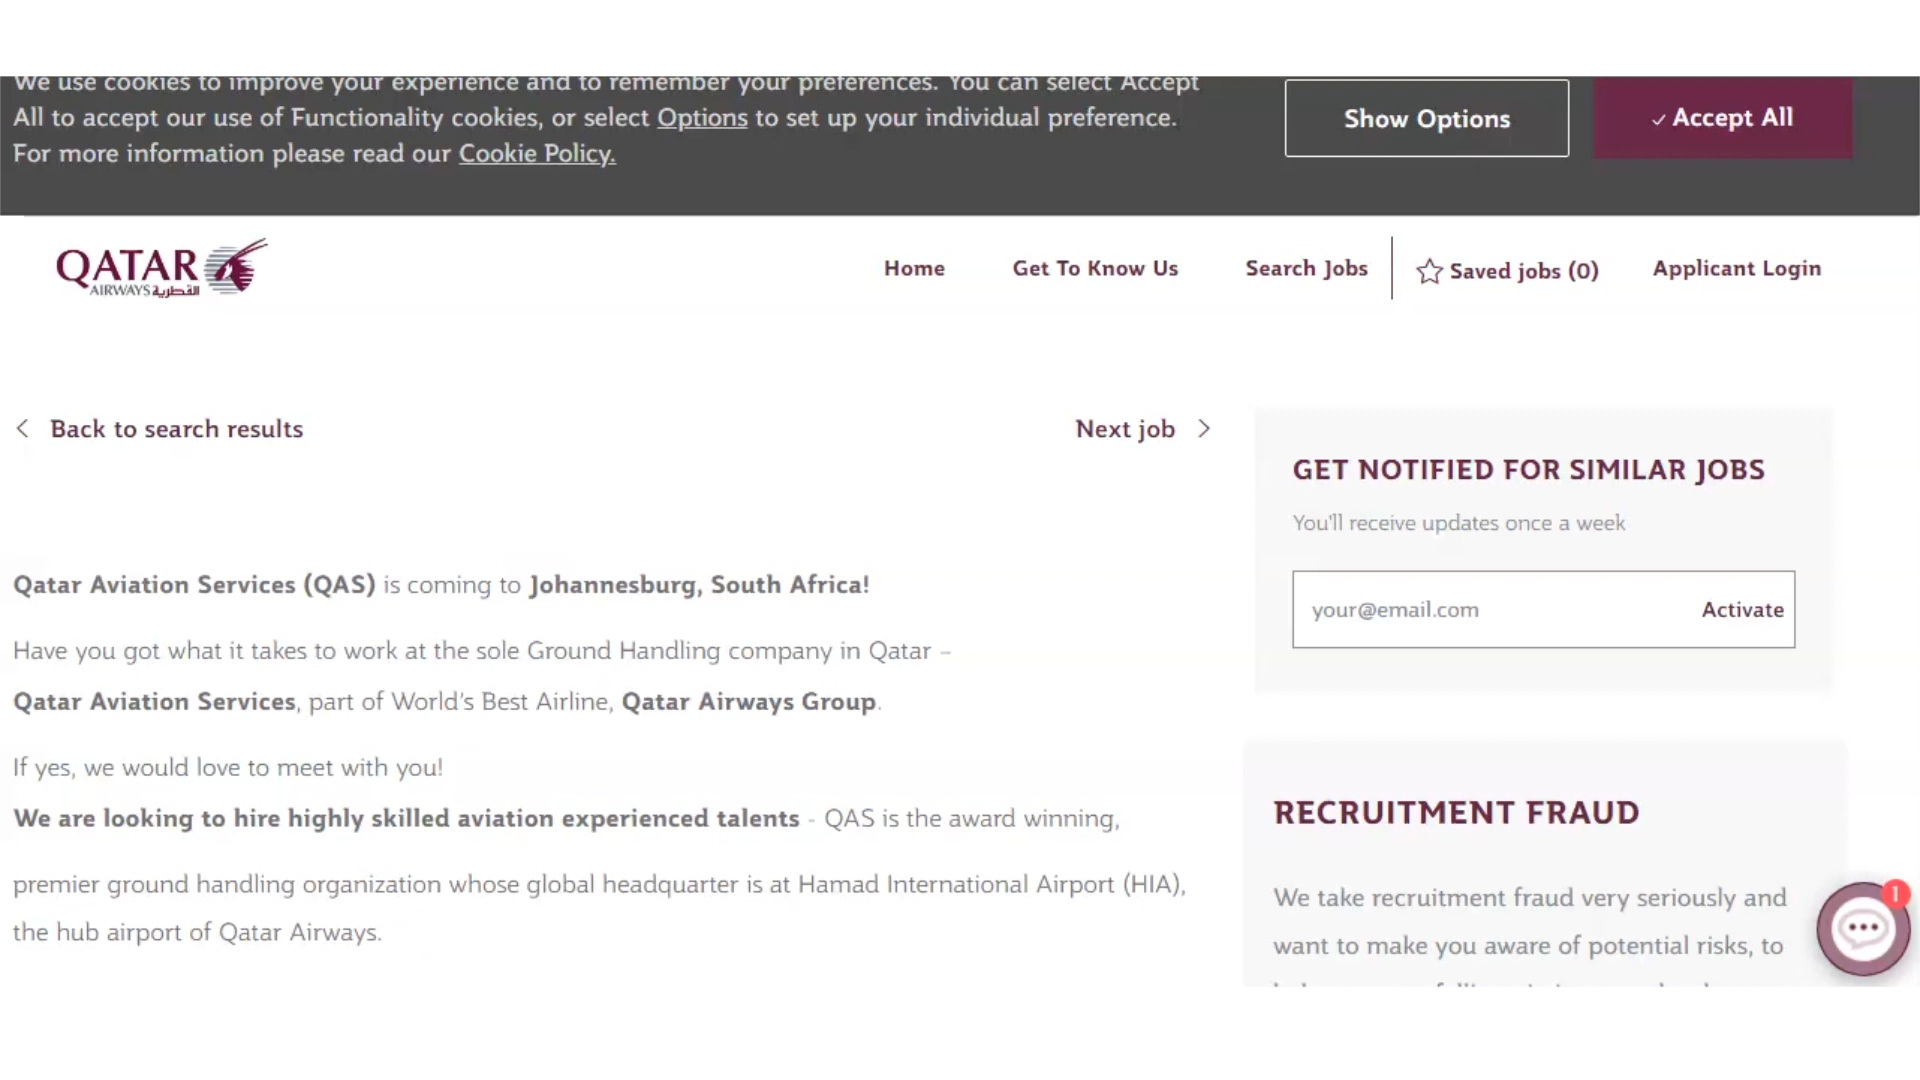 We use cookies to improve your experience and to remember your preferences. You can select Accept
All to accept our use of Functionality cookies, or select Options to set up your individual preference.
For more information please read our Cookie Policy.
Show Options
Accept All
QATAR
AIRWAYS القطرية
Home
Get To Know Us
Search Jobs
Saved jobs (0)
Applicant Login
Back to search results
Next job
Qatar Aviation Services (QAS) is coming to Johannesburg, South Africa!
Have you got what it takes to work at the sole Ground Handling company in Qatar –
Qatar Aviation Services, part of World's Best Airline, Qatar Airways Group.
If yes, we would love to meet with you!
We are looking to hire highly skilled aviation experienced talents - QAS is the award winning,
premier ground handling organization whose global headquarter is at Hamad International Airport (HIA),
the hub airport of Qatar Airways.
GET NOTIFIED FOR SIMILAR JOBS
You'll receive updates once a week
your@email.com
Activate
RECRUITMENT FRAUD
We take recruitment fraud very seriously and
want to make you aware of potential risks, to
1